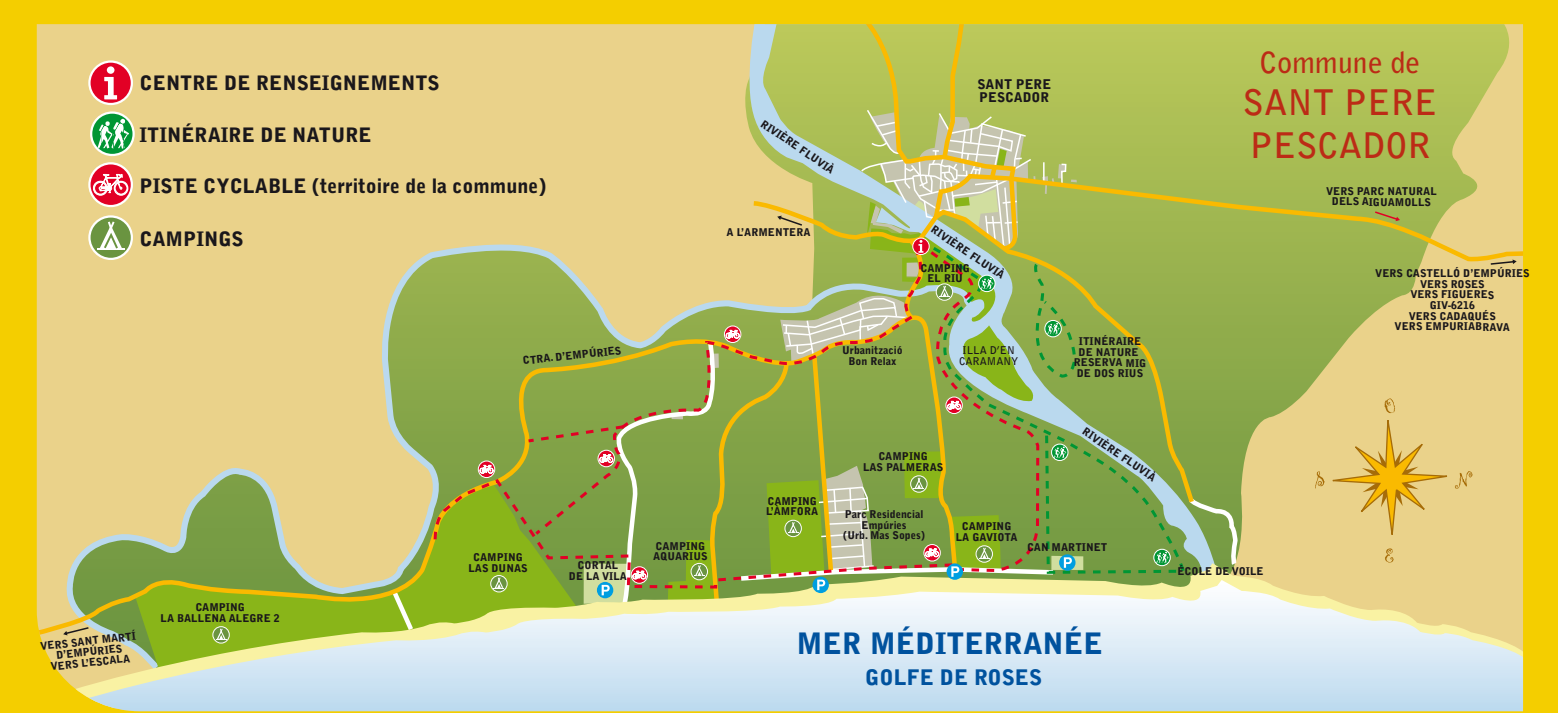 CENTRE DE RENSEIGNEMENTS
ITINÉRAIRE DE NATURE
PISTE CYCLABLE (territoire de la commune)
CAMPINGS
Commune de
SANT PERE
PESCADOR
SANT PERE
PESCADOR
RIVIÈRE FLUVIÀ
A L'ARMENTERA
VERS PARC NATURAL
DELS AIGUAMOLLS
VERS CASTELLÓ D'EMPÚRIES
VERS ROSES
VERS FIGUERES
GIV-6216
VERS CADAQUÉS
VERS EMPURIABRAVA
RIVIÈRE FLUVIÀ
i
CAMPING
EL RIU
CTRA. D'EMPÚRIES
Urbanització
Bon Relax
ILLA D'EN
CARAMANY
ITINÉRAIRE
DE NATURE
RESERVA MIG
DE DOS RIUS
RIVIÈRE FLUVIÀ
O
S
N
E
CAMPING
LAS PALMERAS
CAMPING
L'ÀMFORA
Parc Residencial
Empúries
(Urb. Mas Sopes)
CAMPING
LA GAVIOTA
CAN MARTINET
P
ÉCOLE DE VOILE
CAMPING
AQUARIUS
CAMPING
LAS DUNAS
CORTAL
DE LA VILA
P
P
P
CAMPING
LA BALLENA ALEGRE 2
VERS SANT MARTÍ
D'EMPÚRIES
VERS L'ESCALA
MER MÉDITERRANÉE
GOLFE DE ROSES